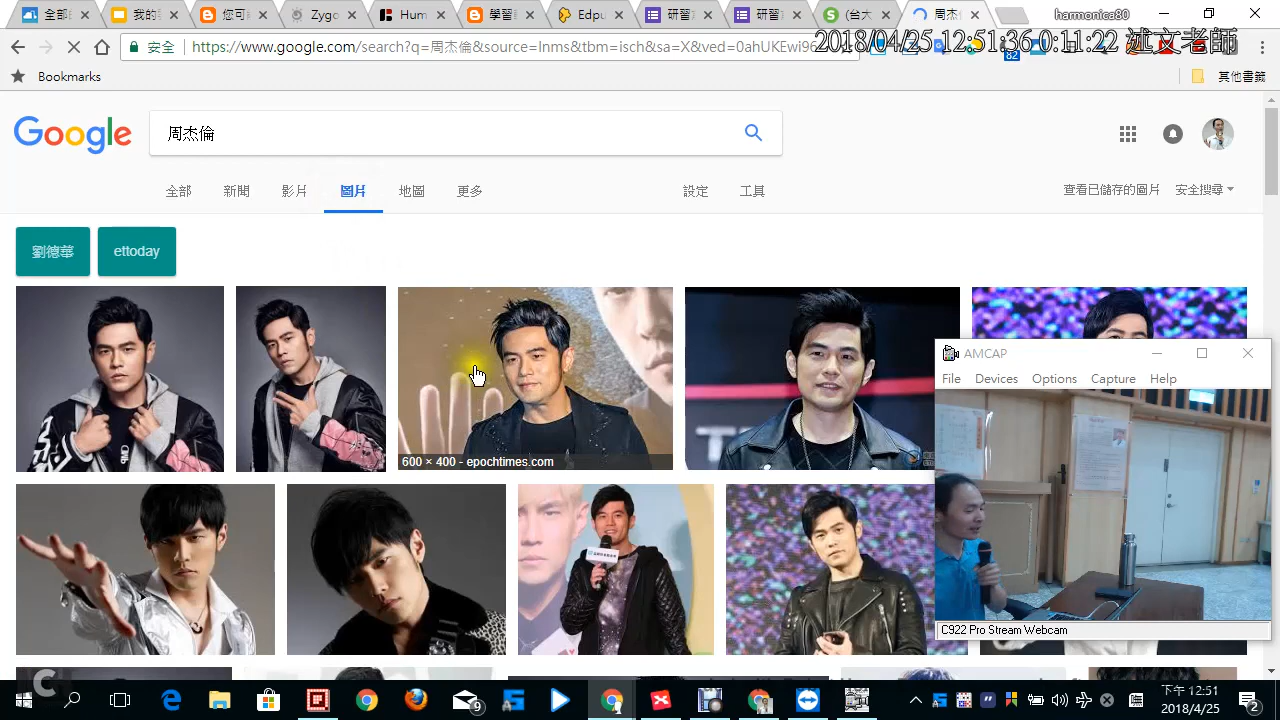 全部
我的
您可
Zygo
Hum
學習
Edpu
研習
研習
(台大
周杰倫
harmonica80
安全
https://www.google.com/search?q=周杰倫&source=lnms&tbm=isch&sa=X&ved=0ahUKEwi96
2018/04/25 12:51:36 0:11:22 述文老師
82
Bookmarks
其他書籤
Google
周杰倫
全部
新聞
影片
圖片
地圖
更多
設定
工具
查看已儲存的圖片
安全搜尋
劉德華
ettoday
600 × 400 - epochtimes.com
AMCAP
File
Devices
Options
Capture
Help
C922 Pro Stream Webcam
9
下午 12:51
2018/4/25
2